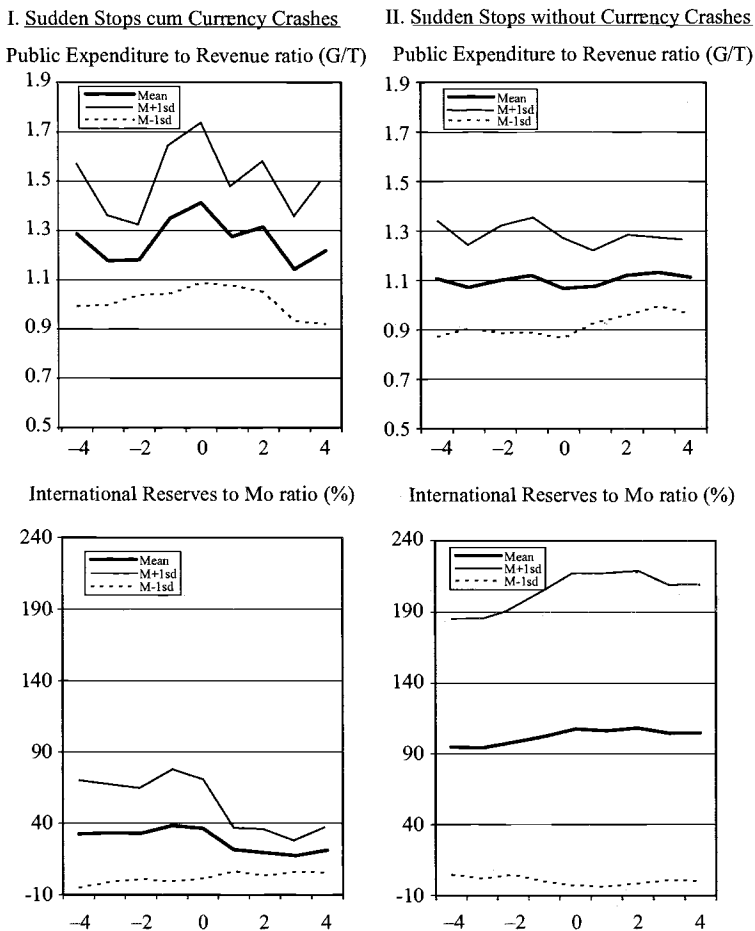 I. Sudden Stops cum Currency Crashes
Public Expenditure to Revenue ratio (G/T)
1.9
1.7
1.5
1.3
1.1
0.9
0.7
0.5
Mean
M+1sd
M-1sd
–4 –2 0 2 4
International Reserves to Mo ratio (%)
240
190
140
90
40
-10
Mean
M+1sd
M-1sd
–4 –2 0 2 4
II. Sudden Stops without Currency Crashes
Public Expenditure to Revenue ratio (G/T)
1.9
1.7
1.5
1.3
1.1
0.9
0.7
0.5
Mean
M+1sd
M-1sd
–4 –2 0 2 4
International Reserves to Mo ratio (%)
240
190
140
90
40
-10
Mean
M+1sd
M-1sd
–4 –2 0 2 4